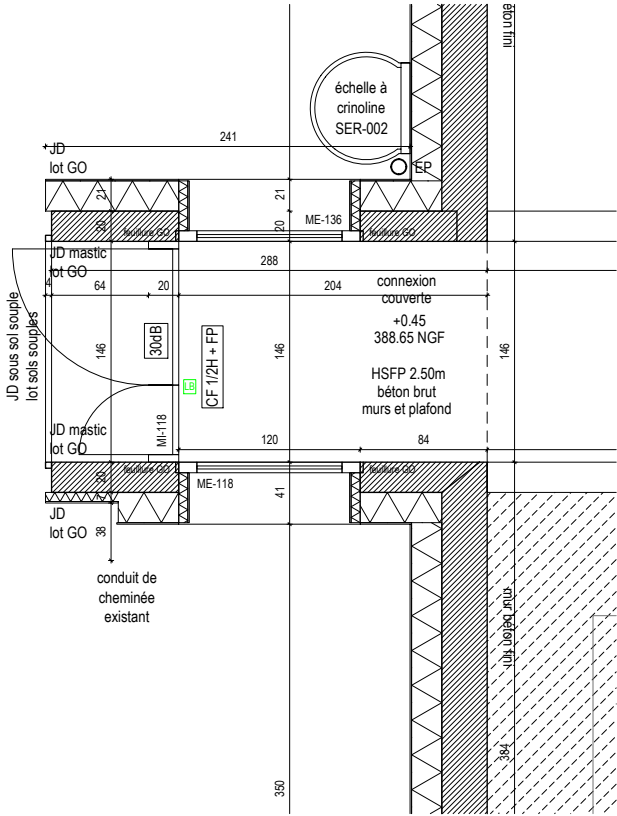 béton fini
échelle à
crinoline
SER-002
241
JD
lot GO
EP
21
21
ME-136
20
20
feuillure GO
feuillure GO
JD mastic
lot GO
288
4
64
20
204
connexion
couverte
+0.45
388.65 NGF
JD sous sol souple
lot sols souples
146
30dB
CF 1/2H + FP
LB
146
146
HSFP 2.50m
béton brut
murs et plafond
MI-118
JD mastic
lot GO
120
84
feuillure GO
feuillure GO
20
ME-118
41
JD
lot GO
38
conduit de
cheminée
existant
mur béton fini
350
384